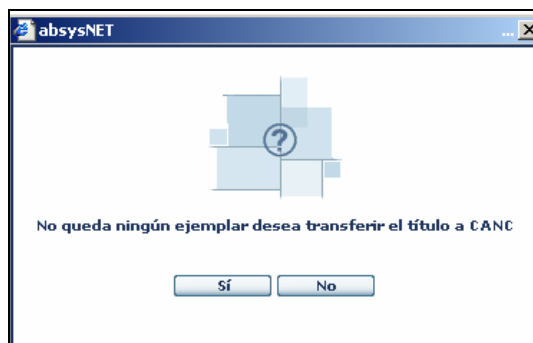 absysNET
...
?
No queda ningún ejemplar desea transferir el título a CANC
Sí No